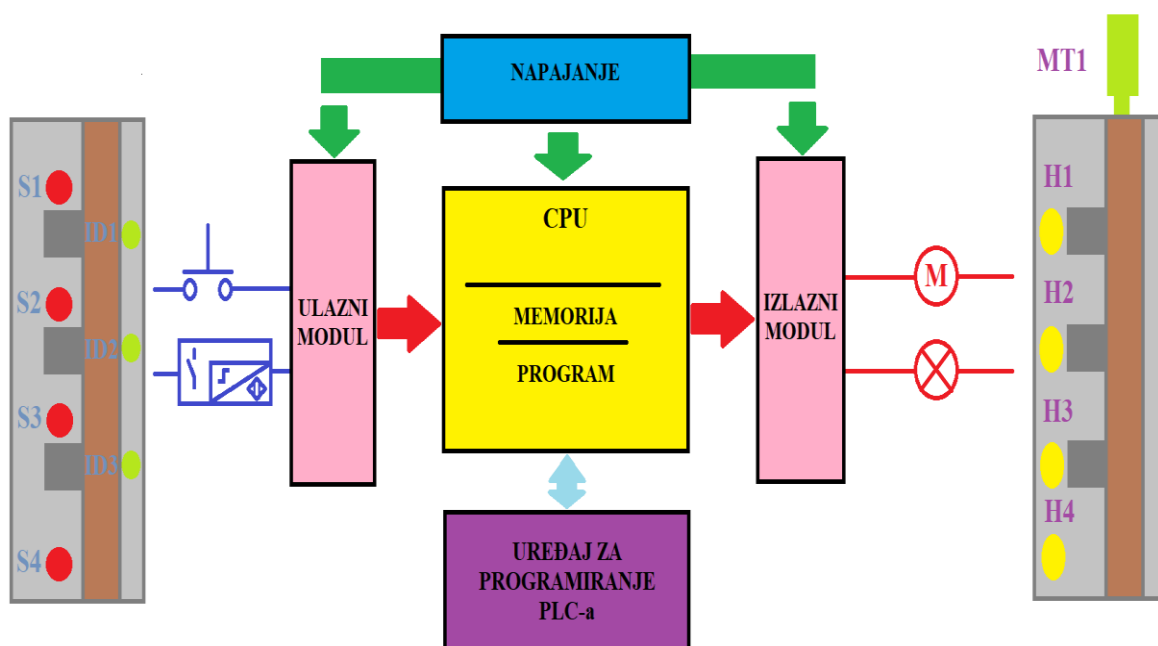 NAPAJANJE
MT1
S1
ID1
S2
ID2
S3
ID3
S4
ULAZNI
MODUL
CPU
MEMORIJA
PROGRAM
IZLAZNI
MODUL
M
H1
H2
H3
H4
UREĐAJ ZA
PROGRAMIRANJE
PLC-a